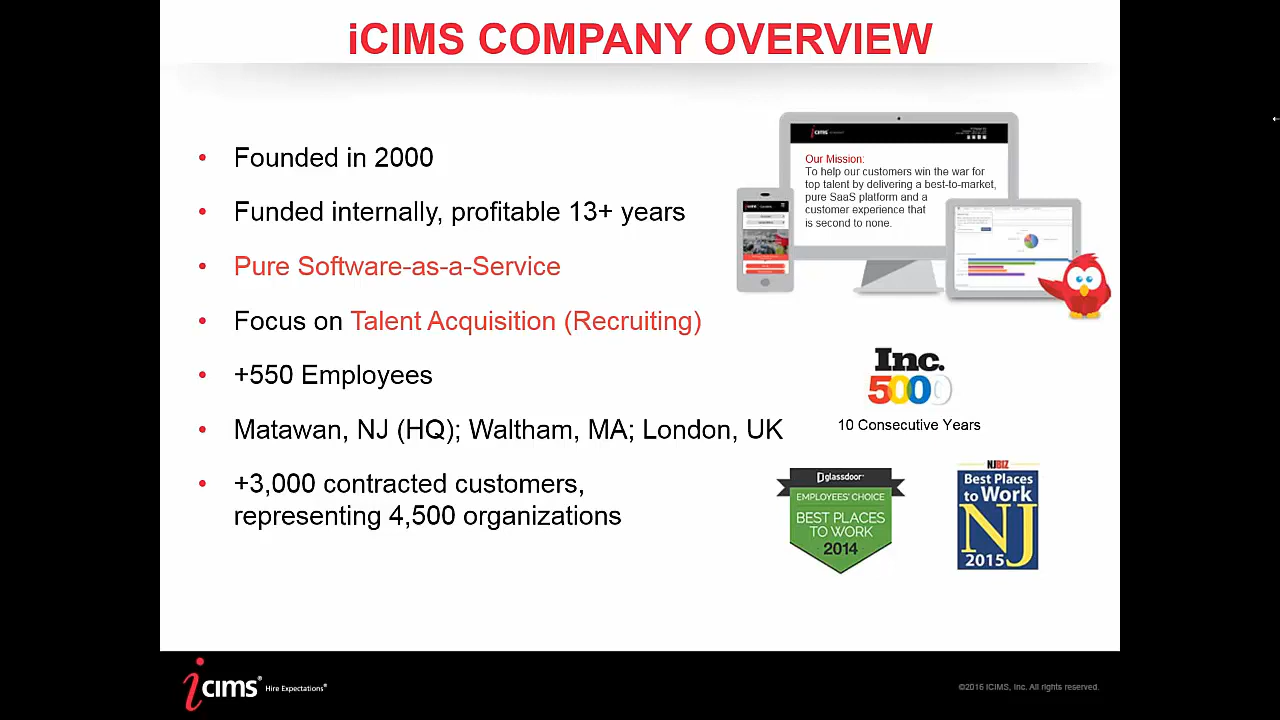 iCIMS COMPANY OVERVIEW
• Founded in 2000
• Funded internally, profitable 13+ years
• Pure Software-as-a-Service
• Focus on Talent Acquisition (Recruiting)
• +550 Employees
• Matawan, NJ (HQ); Waltham, MA; London, UK
• +3,000 contracted customers,
representing 4,500 organizations
icims
Our Mission:
To help our customers win the war for
top talent by delivering a best-to-market,
pure SaaS platform and a
customer experience that
is second to none.
Inc.
5000
10 Consecutive Years
glassdoor
EMPLOYEES' CHOICE
BEST PLACES
TO WORK
2014
NJBIZ
Best Places
to Work
NJ
2015
icims® Hire Expectations®
©2016 ICIMS, Inc. All rights reserved.